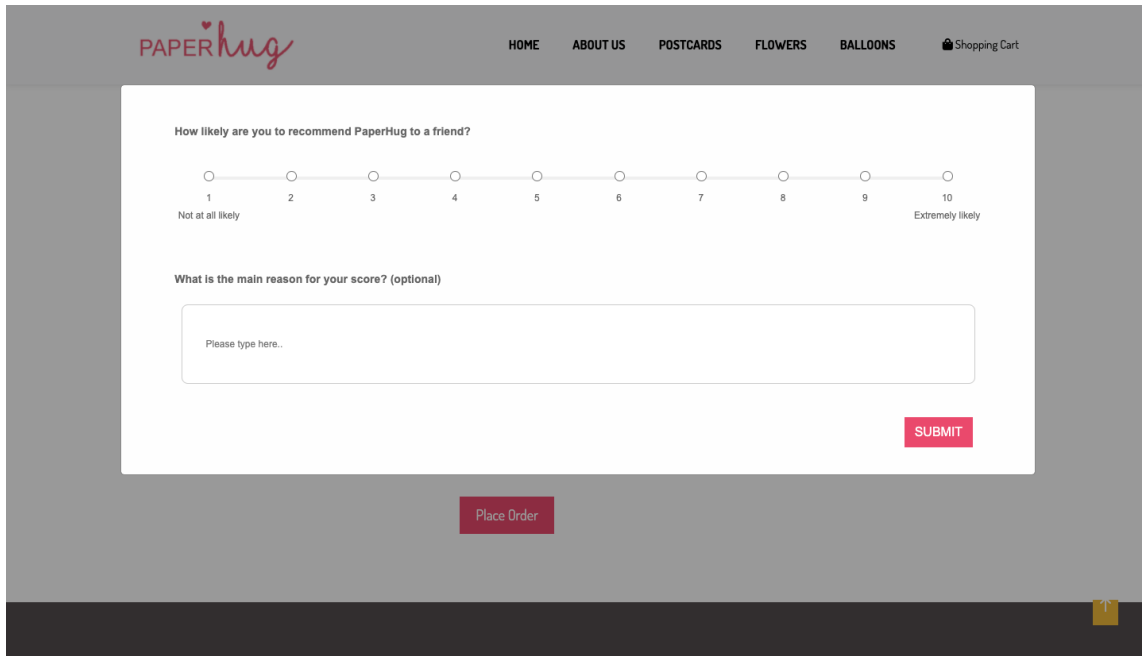 PAPER hug
HOME ABOUT US POSTCARDS FLOWERS BALLOONS Shopping Cart
How likely are you to recommend PaperHug to a friend?
1 2 3 4 5 6 7 8 9 10
Not at all likely Extremely likely
What is the main reason for your score? (optional)
Please type here..
SUBMIT
Place Order